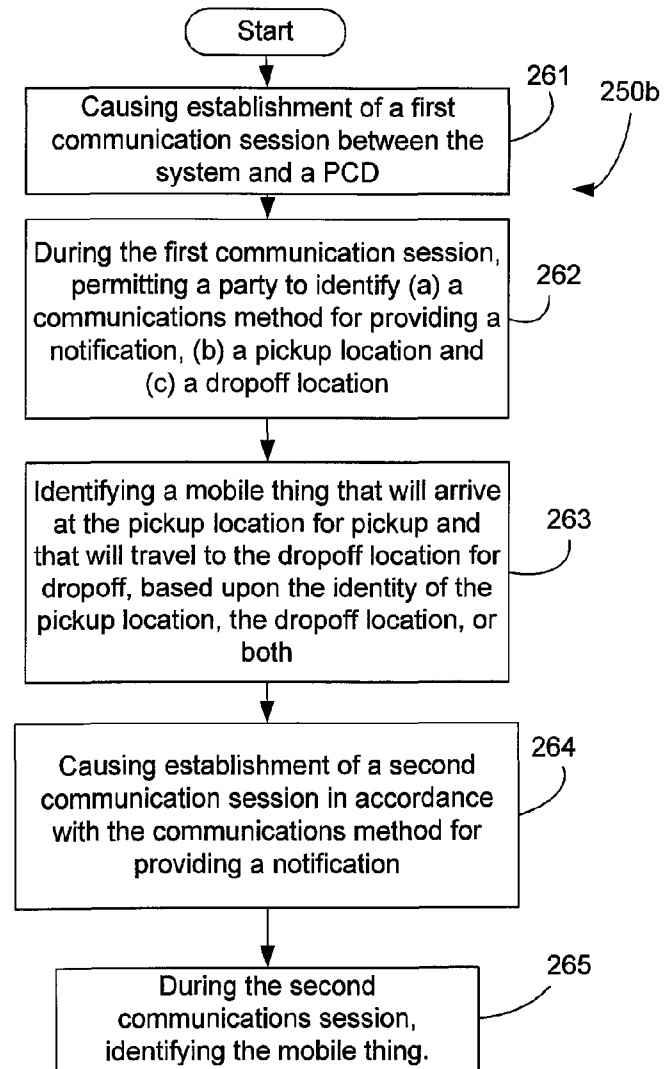 Start
261
250b
Causing establishment of a first
communication session between the
system and a PCD
262
During the first communication session,
permitting a party to identify (a) a
communications method for providing a
notification, (b) a pickup location and
(c) a dropoff location
263
Identifying a mobile thing that will arrive
at the pickup location for pickup and
that will travel to the dropoff location for
dropoff, based upon the identity of the
pickup location, the dropoff location, or
both
264
Causing establishment of a second
communication session in accordance
with the communications method for
providing a notification
265
During the second
communications session,
identifying the mobile thing.